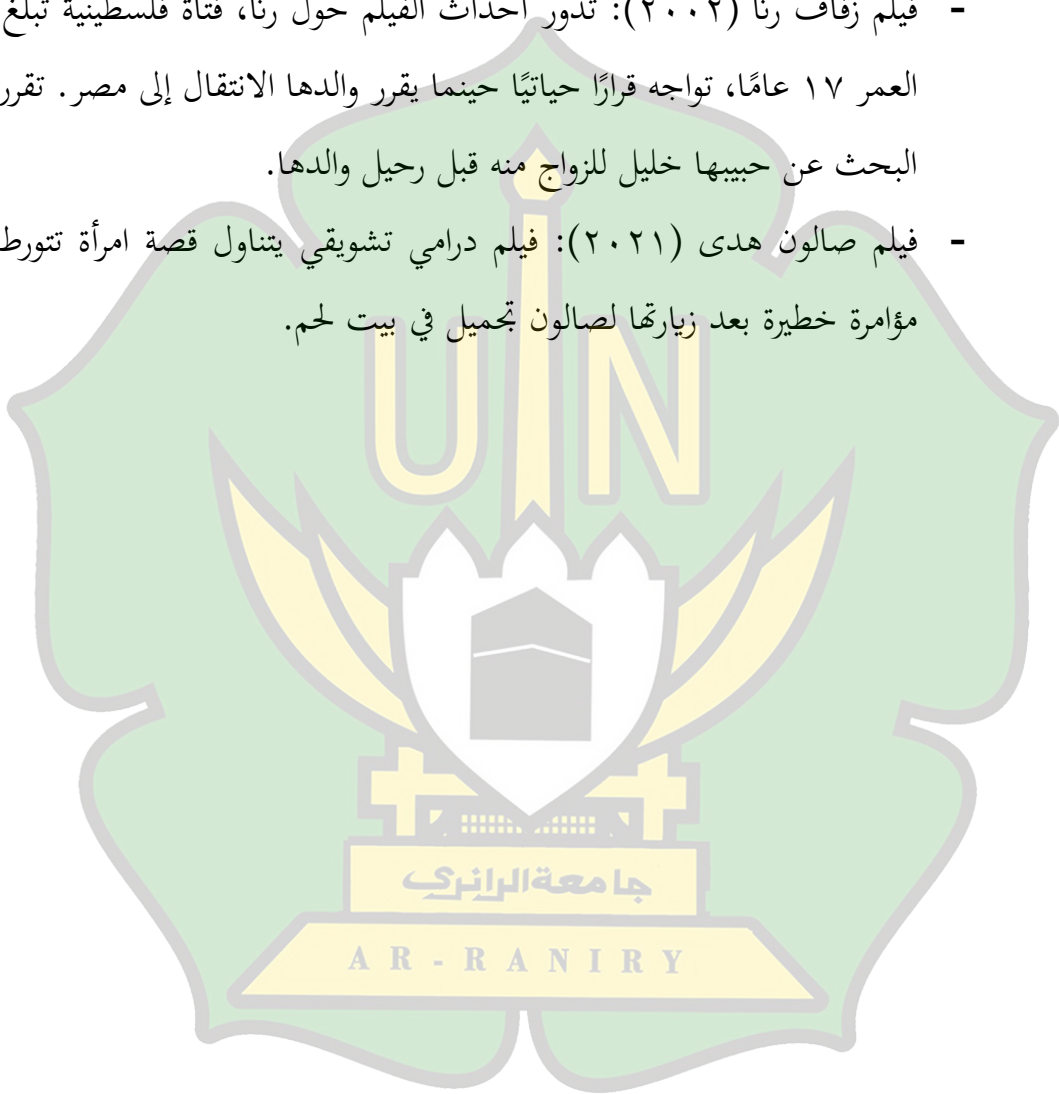 - فيلم زفاف رنا (٢٠٠٢): تدور أحداث الفيلم حول رنا، فتاة فلسطينية تبلغ
العمر ١٧ عامًا، تواجه قرارًا حياتيًا حينما يقرر والدها الانتقال إلى مصر. تقرر
البحث عن حبيبها خليل للزواج منه قبل رحيل والدها.
- فيلم صالون هدى (٢٠٢١): فيلم درامي تشويقي يتناول قصة امرأة تتورط
مؤامرة خطيرة بعد زيارتها لصالون تجميل في بيت لحم.
UIN
جامعة الرانري
AR-RANIRY